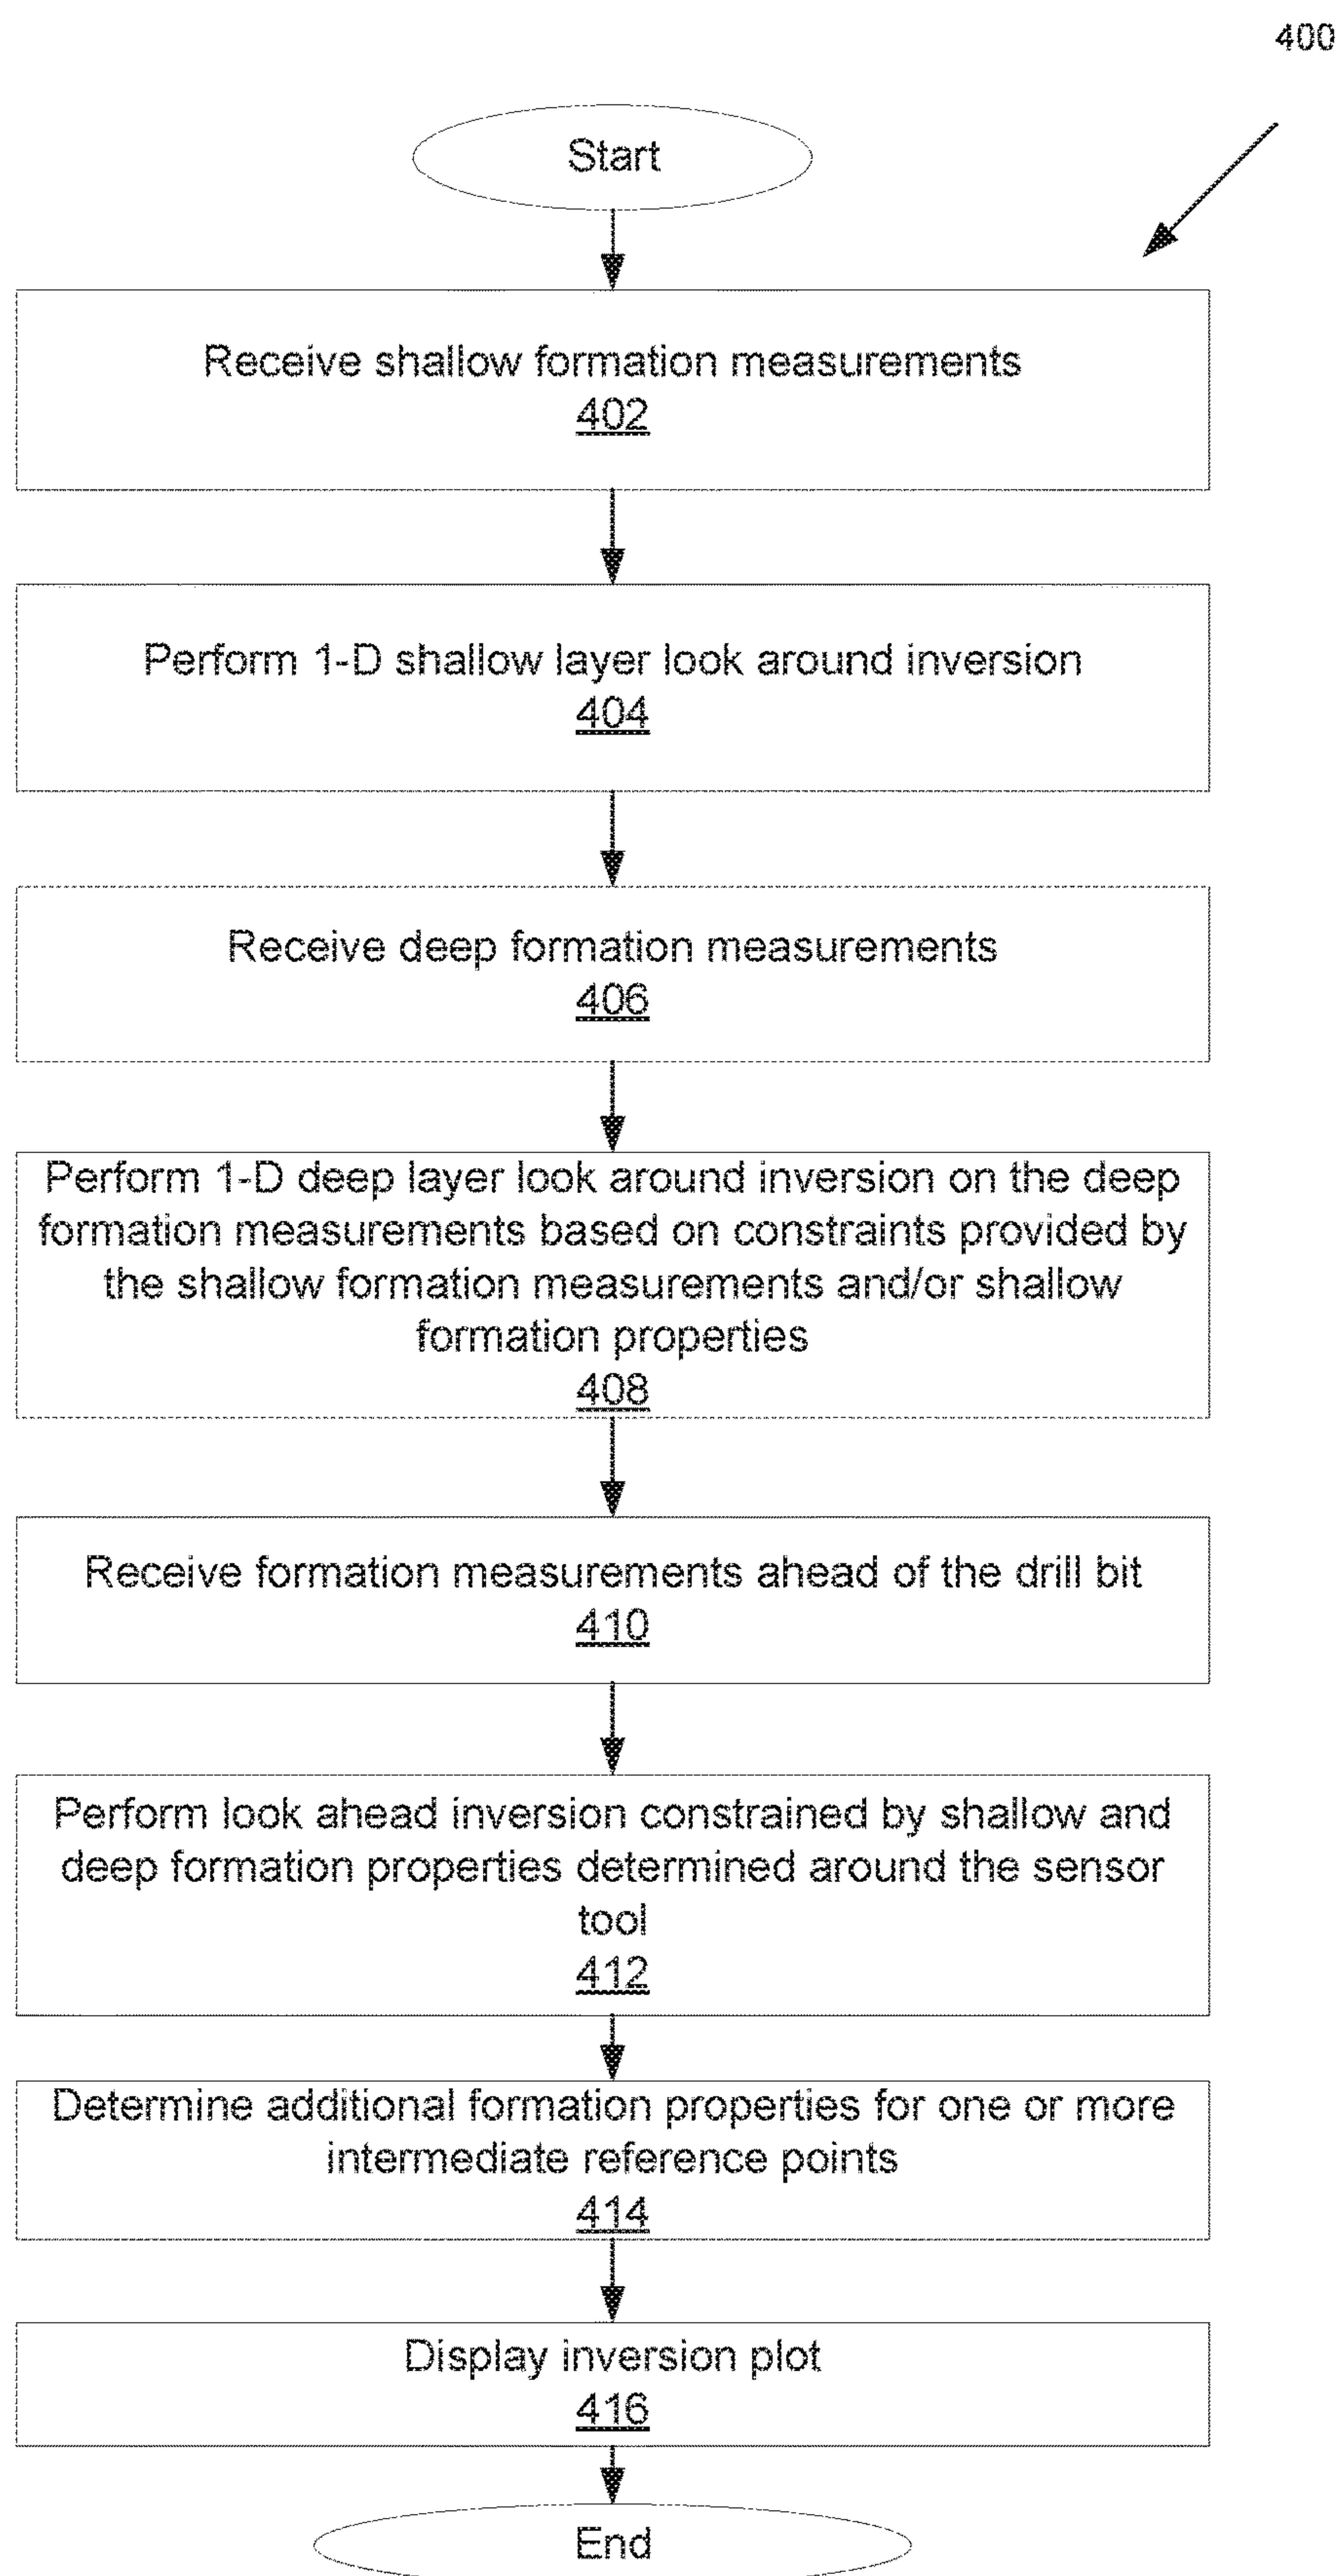 400
Start
Receive shallow formation measurements
402
Perform 1-D shallow layer look around inversion
404
Receive deep formation measurements
406
Perform 1-D deep layer look around inversion on the deep
formation measurements based on constraints provided by
the shallow formation measurements and/or shallow
formation properties
408
Receive formation measurements ahead of the drill bit
410
Perform look ahead inversion constrained by shallow and
deep formation properties determined around the sensor
tool
412
Determine additional formation properties for one or more
intermediate reference points
414
Display inversion plot
416
End